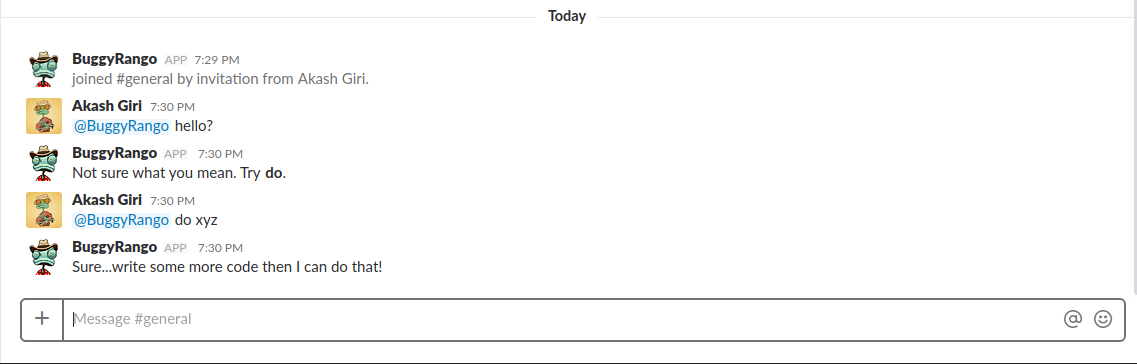 Today
BuggyRango APP 7:29 PM
joined #general by invitation from Akash Giri.
Akash Giri 7:30 PM
@BuggyRango hello?
BuggyRango APP 7:30 PM
Not sure what you mean. Try do.
Akash Giri 7:30 PM
@BuggyRango do xyz
BuggyRango APP 7:30 PM
Sure...write some more code then I can do that!
+ Message #general @